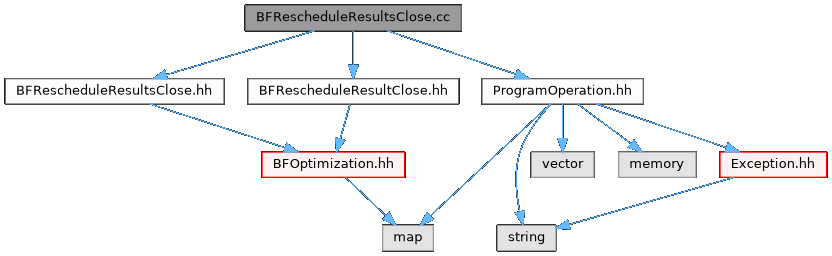 BFRescheduleResultsClose.cc
BFRescheduleResultsClose.hh
BFRescheduleResultClose.hh
ProgramOperation.hh
BFOptimization.hh
vector
memory
Exception.hh
map
string